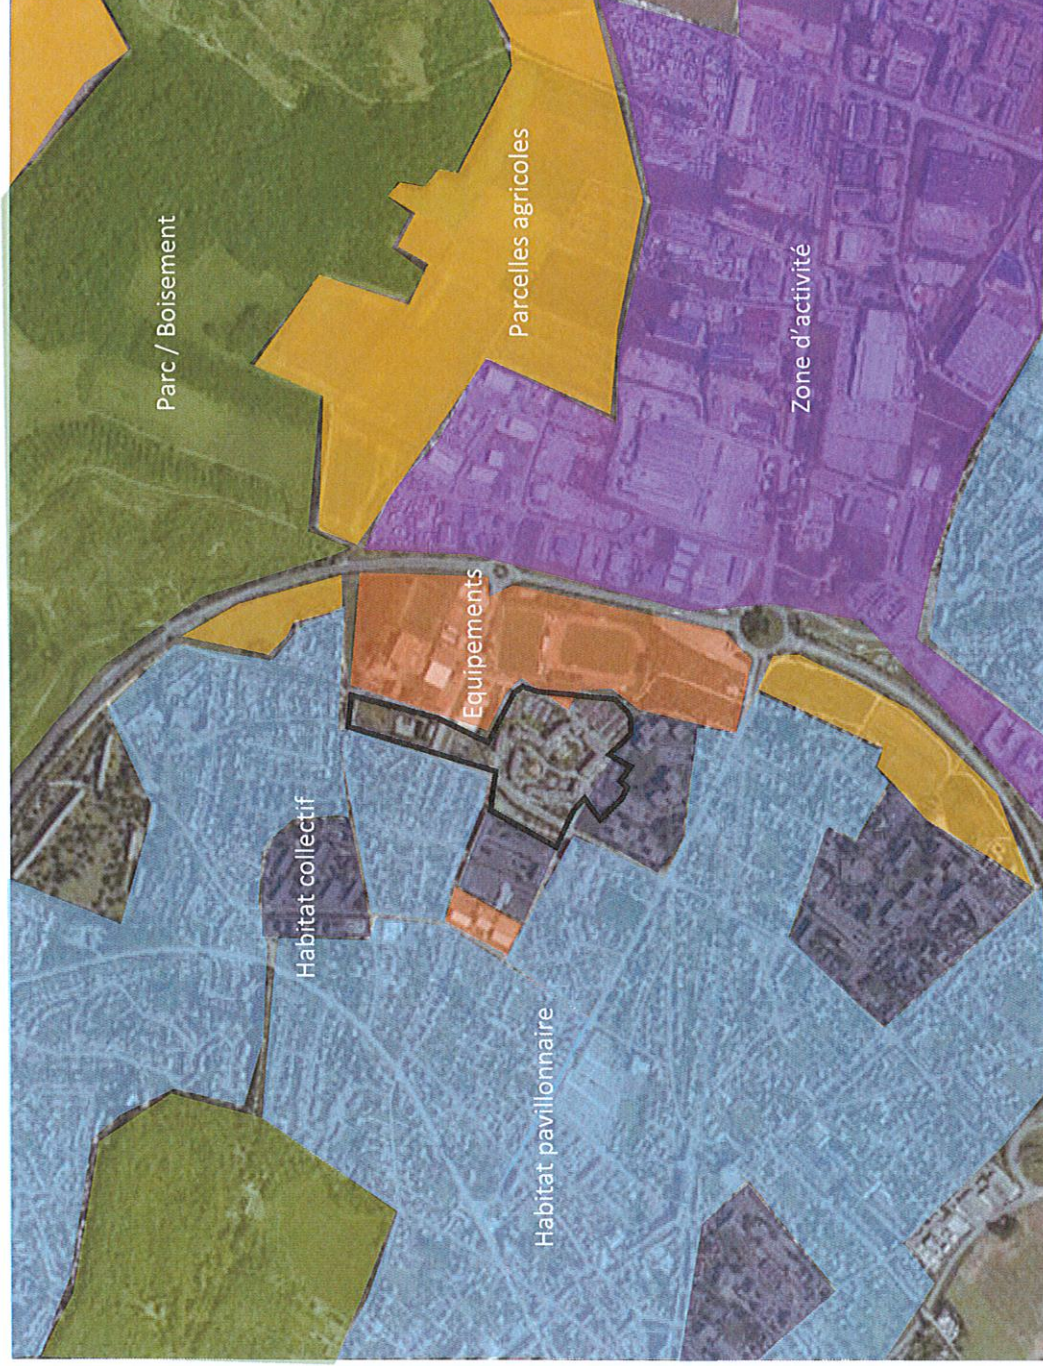 Parc / Boisement
Parcelles agricoles
Zone d'activité
Equipements
Habitat collectif
Habitat pavillonnaire